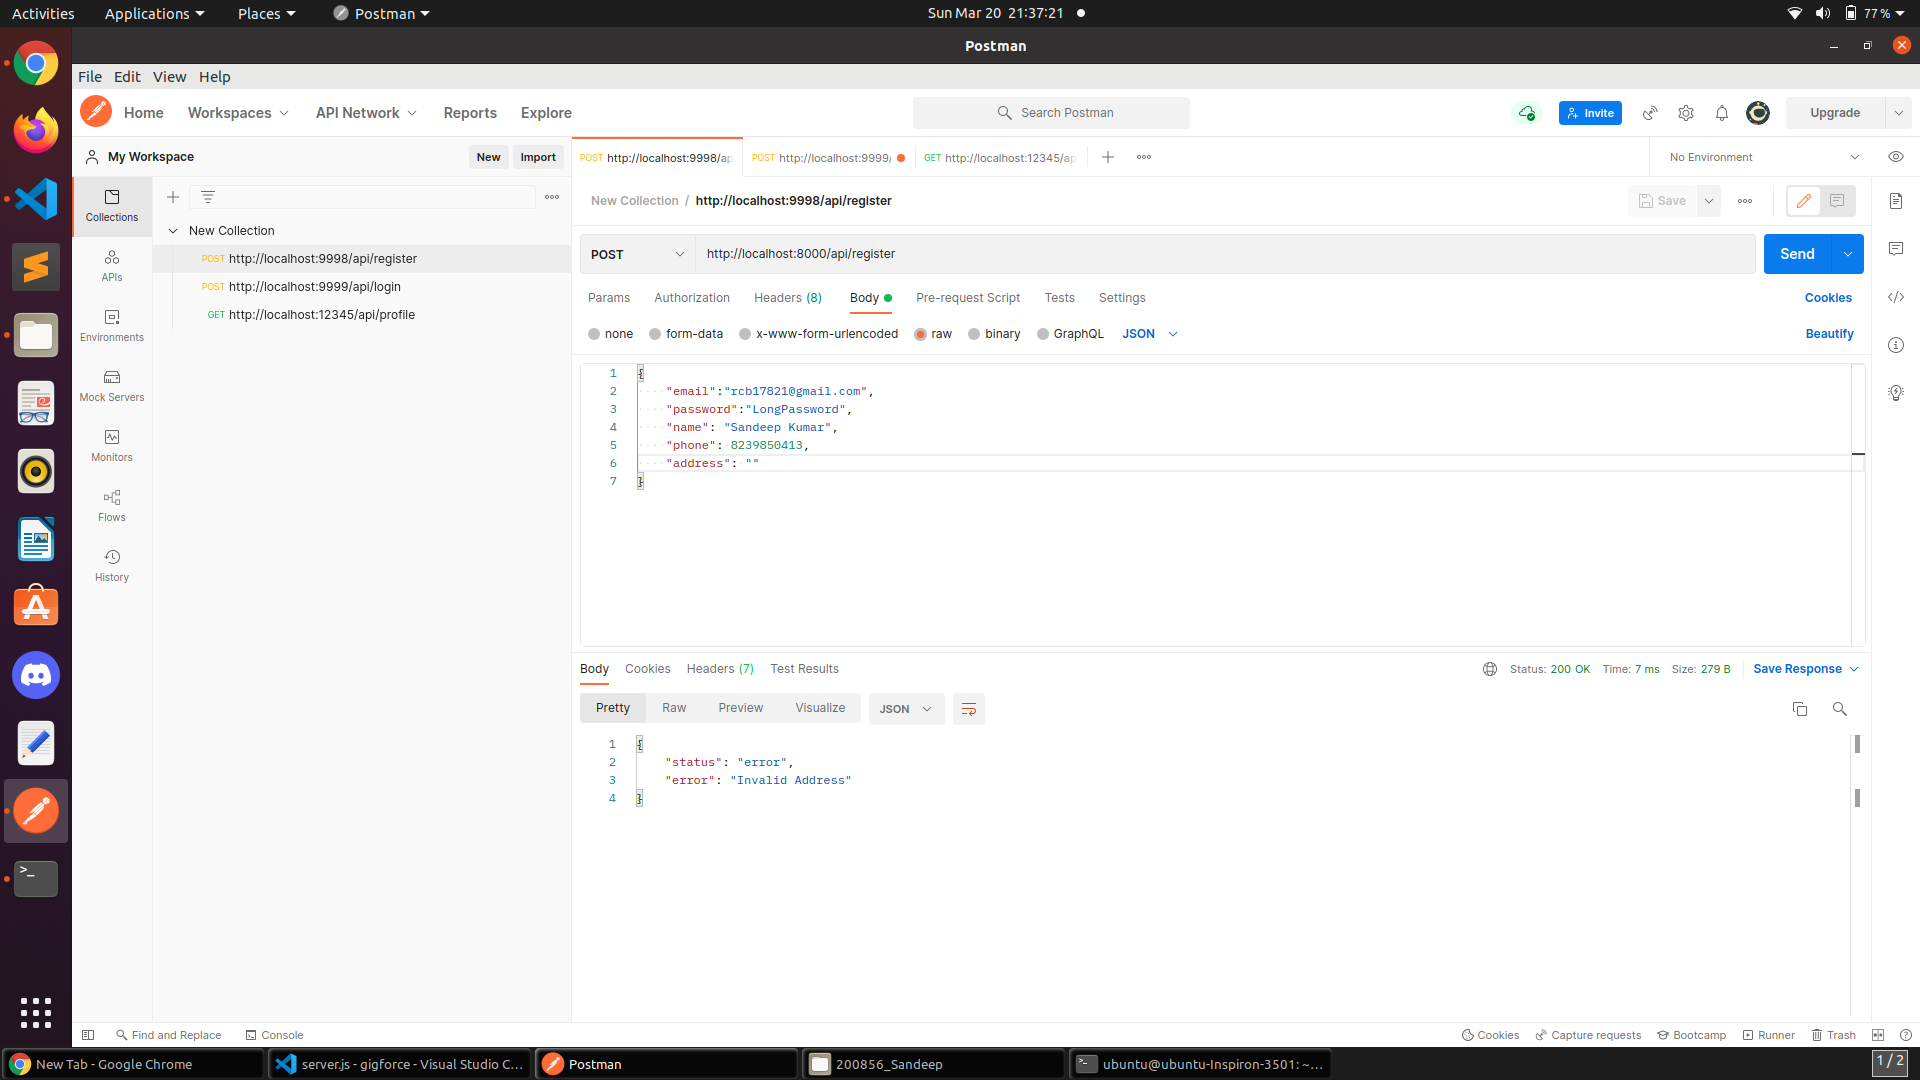 Activities Applications Places Postman Sun Mar 20 21:37:21 77 %
Postman
File Edit View Help
Home Workspaces API Network Reports Explore Search Postman Invite Upgrade
My Workspace New Import
POST http://localhost:9998/ap POST http://localhost:9999/ GET http://localhost:12345/ap No Environment
Collections
APIs
Environments
Mock Servers
Monitors
Flows
History
New Collection
POST http://localhost:9998/api/register
POST http://localhost:9999/api/login
GET http://localhost:12345/api/profile
New Collection / http://localhost:9998/api/register Save
POST http://localhost:8000/api/register Send
Params Authorization Headers (8) Body Pre-request Script Tests Settings Cookies
none form-data x-www-form-urlencoded raw binary GraphQL JSON Beautify
1 {
2 "email":"rcb17821@gmail.com",
3 "password":"LongPassword",
4 "name": "Sandeep Kumar",
5 "phone": 8239850413,
6 "address": ""
7 }
Body Cookies Headers (7) Test Results Status: 200 OK Time: 7 ms Size: 279 B Save Response
Pretty Raw Preview Visualize JSON
1 {
2 "status": "error",
3 "error": "Invalid Address"
4 }
Find and Replace Console Cookies Capture requests Bootcamp Runner Trash
New Tab - Google Chrome server.js - gigforce - Visual Studio C... Postman 200856_Sandeep ubuntu@ubuntu-Inspiron-3501: ~... 1 / 2